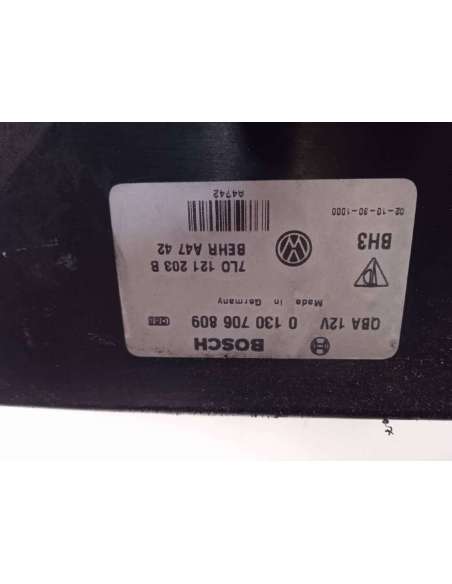 BOSCH
QBA 12V 0 130 706 809
Made in Germany
7L0 121 203 B
BEHR A47 42
BH3
02-10-30-1000
A4742